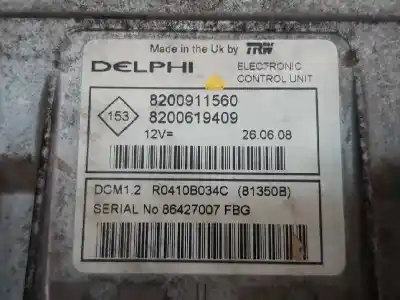 Made in the Uk by TRW
DELPHI ELECTRONIC CONTROL UNIT
153
8200911560
8200619409
12V= 26.06.08
DCM1.2 R0410B034C (81350B)
SERIAL No 86427007 FBG